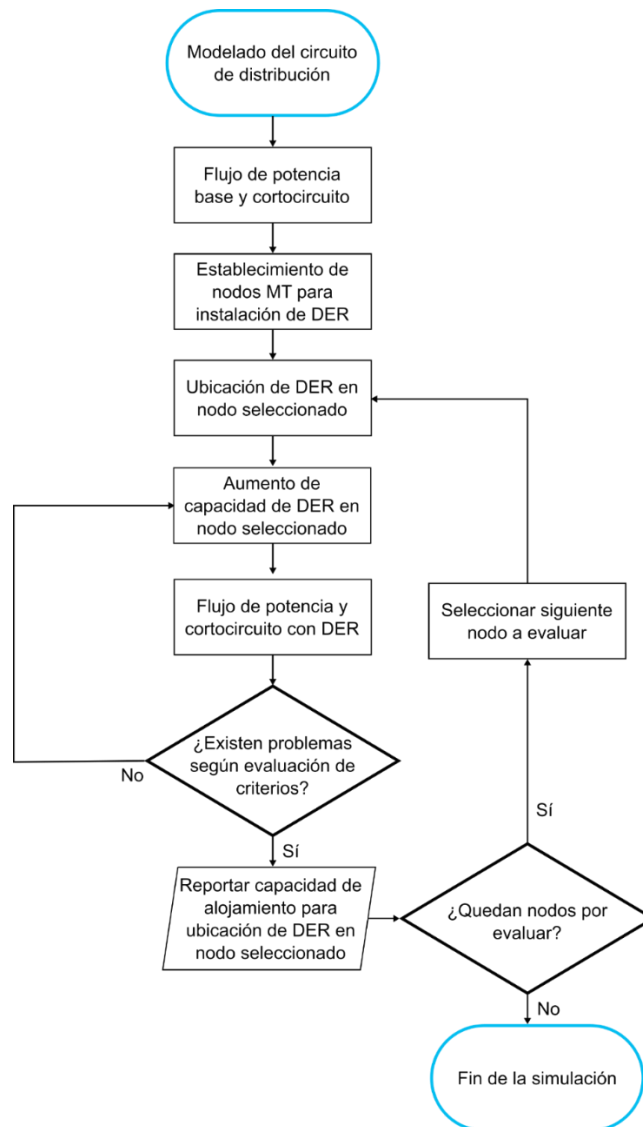 Modelado del circuito
de distribución
Flujo de potencia
base y cortocircuito
Establecimiento de
nodos MT para
instalación de DER
Ubicación de DER en
nodo seleccionado
Aumento de
capacidad de DER en
nodo seleccionado
Flujo de potencia y
cortocircuito con DER
Seleccionar siguiente
nodo a evaluar
¿Existen problemas
según evaluación de
criterios?
No
Sí
Reportar capacidad de
alojamiento para
ubicación de DER en
nodo seleccionado
Sí
¿Quedan nodos por
evaluar?
No
Fin de la simulación